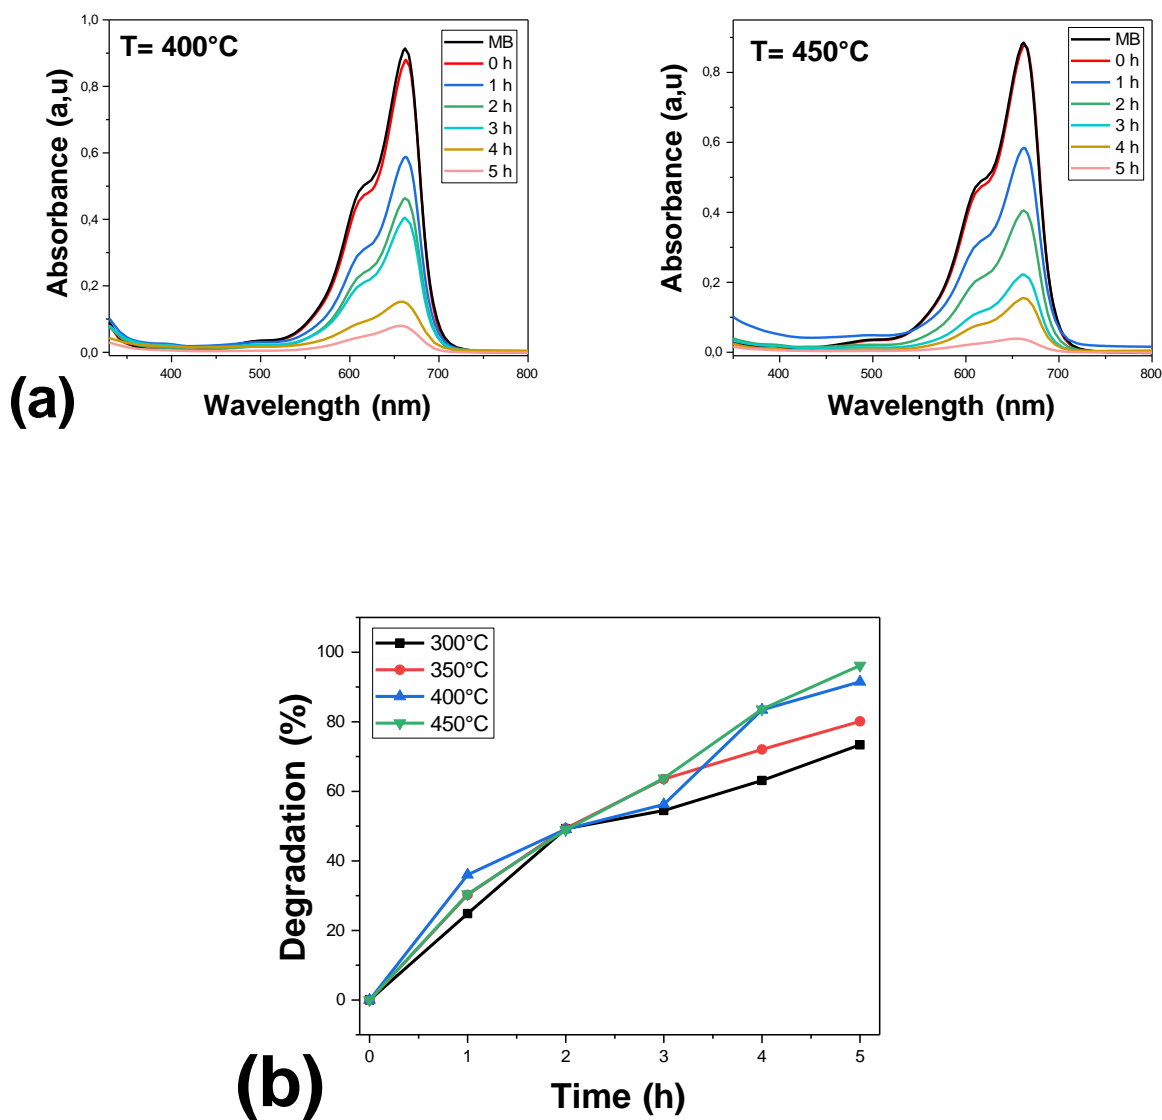 (a)
T= 400°C
MB
0 h
1 h
2 h
3 h
4 h
5 h
1,0
0,8
0,6
0,4
0,2
0,0
400
500
600
700
800
Absorbance (a,u)
Wavelength (nm)
T= 450°C
MB
0 h
1 h
2 h
3 h
4 h
5 h
0,8
0,6
0,4
0,2
0,0
400
500
600
700
800
Absorbance (a,u)
Wavelength (nm)
(b)
300°C
350°C
400°C
450°C
100
80
60
40
20
0
0
1
2
3
4
5
Degradation (%)
Time (h)